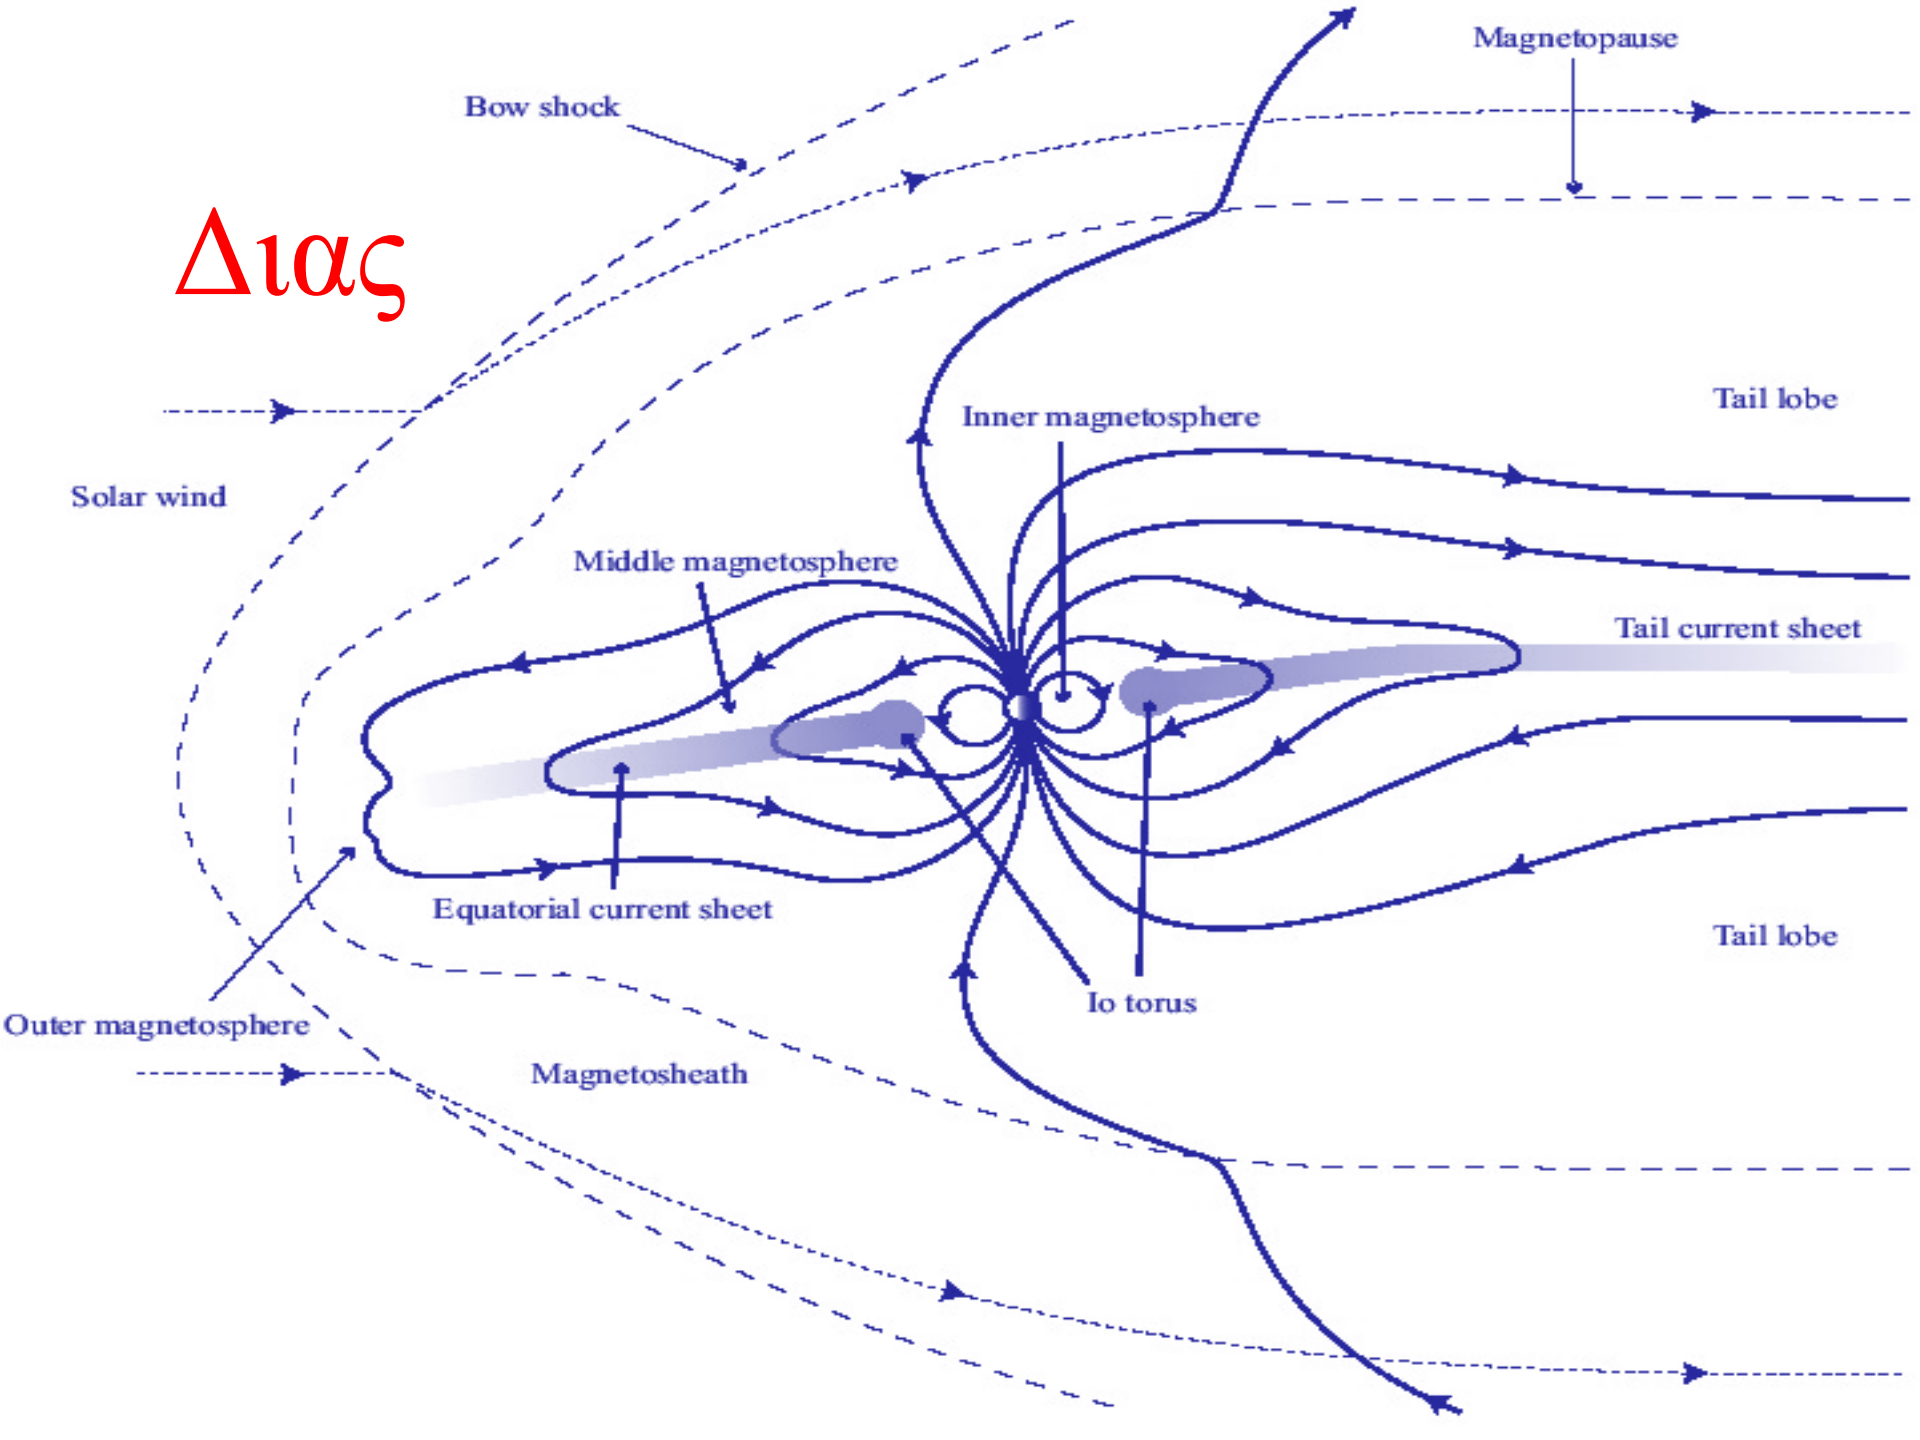 Magnetopause
Bow shock
Διας
Tail lobe
Inner magnetosphere
Solar wind
Middle magnetosphere
Tail current sheet
Equatorial current sheet
Tail lobe
Io torus
Outer magnetosphere
Magnetosheath